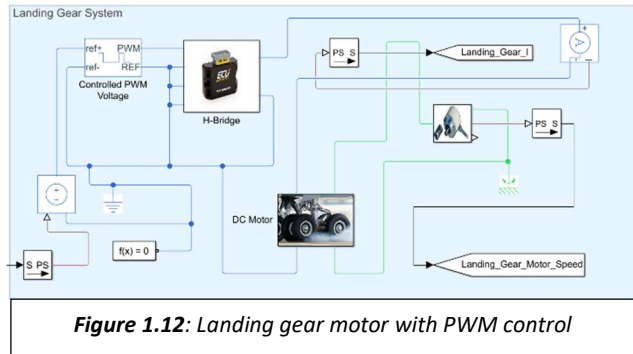 Landing Gear System
ref+ PWM
ref- REF
Controlled PWM
Voltage
ECU
H-Bridge
PS S
Landing_Gear_I
A
+
-
PS S
+
-
DC Motor
f(x) = 0
S PS
Landing_Gear_Motor_Speed
Figure 1.12: Landing gear motor with PWM control